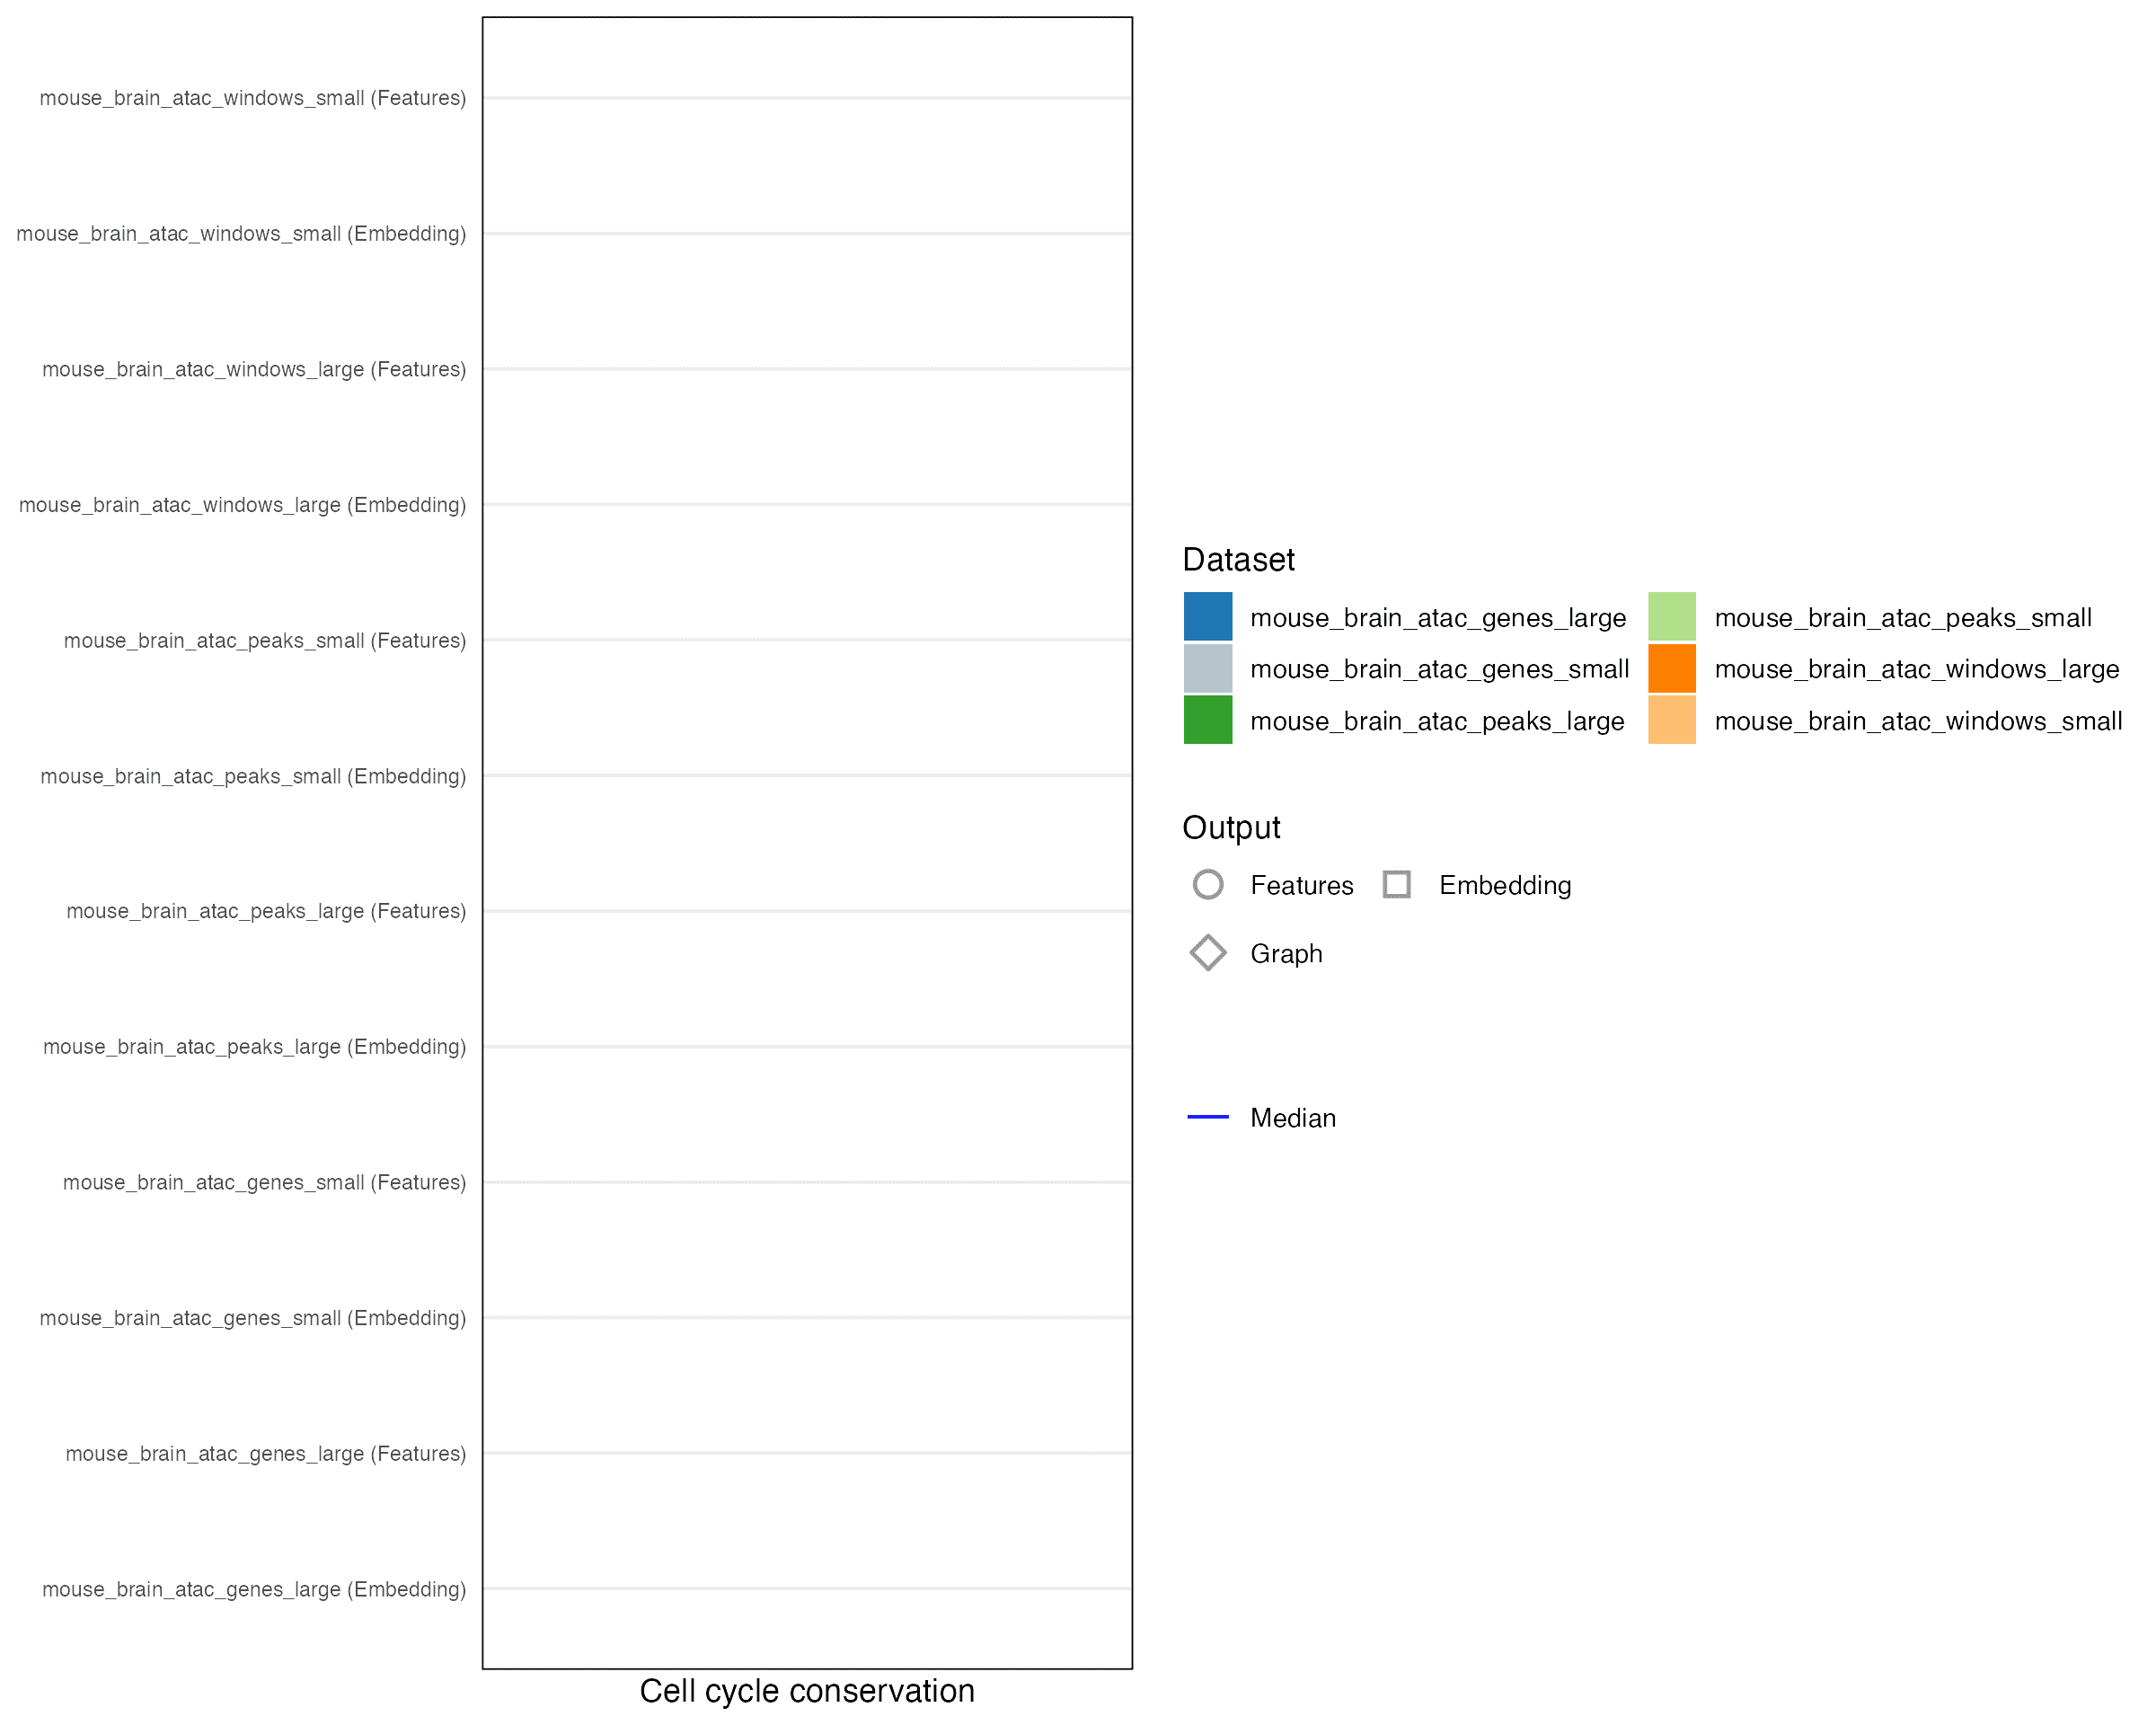 mouse_brain_atac_windows_small (Features)
mouse_brain_atac_windows_small (Embedding)
mouse_brain_atac_windows_large (Features)
mouse_brain_atac_windows_large (Embedding)
mouse_brain_atac_peaks_small (Features)
mouse_brain_atac_peaks_small (Embedding)
mouse_brain_atac_peaks_large (Features)
mouse_brain_atac_peaks_large (Embedding)
mouse_brain_atac_genes_small (Features)
mouse_brain_atac_genes_small (Embedding)
mouse_brain_atac_genes_large (Features)
mouse_brain_atac_genes_large (Embedding)
Cell cycle conservation
Dataset
mouse_brain_atac_genes_large
mouse_brain_atac_genes_small
mouse_brain_atac_peaks_large
mouse_brain_atac_peaks_small
mouse_brain_atac_windows_large
mouse_brain_atac_windows_small
Output
Features
Embedding
Graph
Median